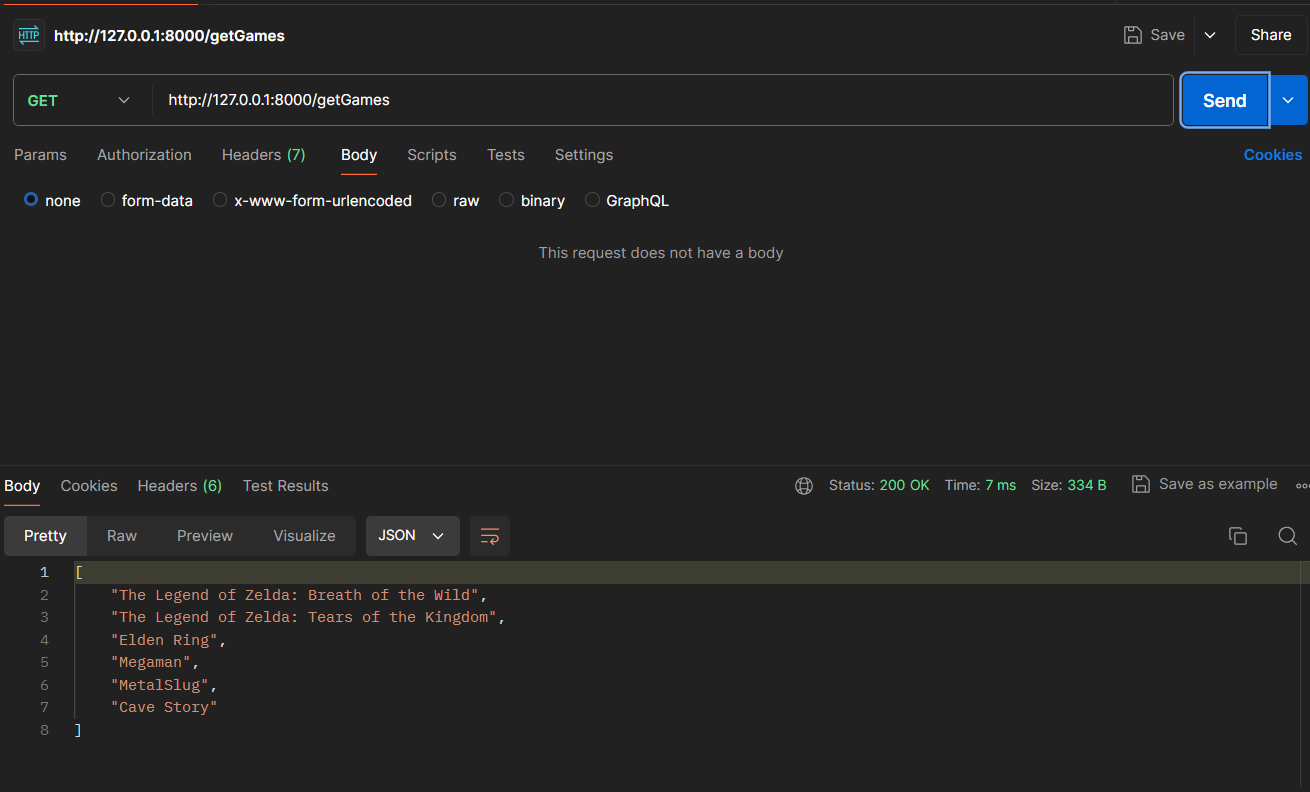 HTTP http://127.0.0.1:8000/getGames Save Share
GET http://127.0.0.1:8000/getGames Send
Params Authorization Headers (7) Body Scripts Tests Settings Cookies
none form-data x-www-form-urlencoded raw binary GraphQL
This request does not have a body
Body Cookies Headers (6) Test Results Status: 200 OK Time: 7 ms Size: 334 B Save as example
Pretty Raw Preview Visualize JSON
1 [
2 "The Legend of Zelda: Breath of the Wild",
3 "The Legend of Zelda: Tears of the Kingdom",
4 "Elden Ring",
5 "Megaman",
6 "MetalSlug",
7 "Cave Story"
8 ]